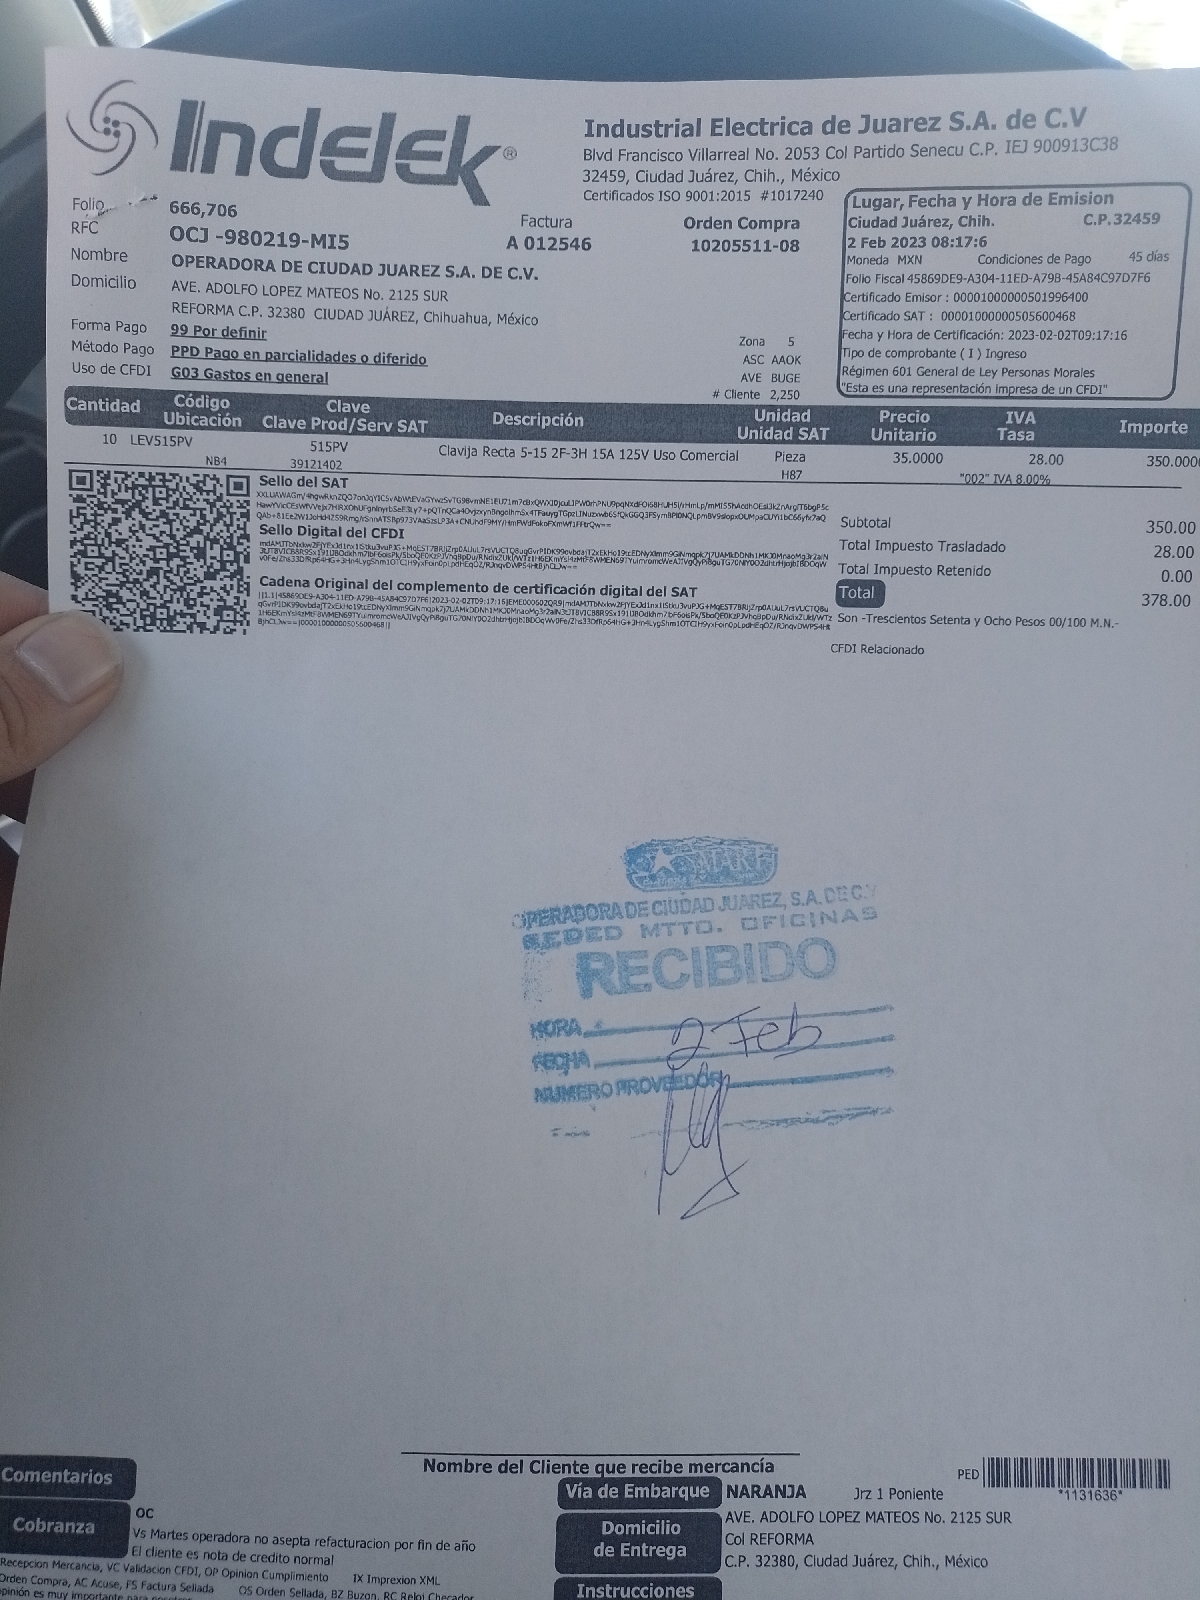 Indelek®
Industrial Electrica de Juarez S.A. de C.V
Blvd Francisco Villarreal No. 2053 Col Partido Senecu C.P. IEJ 900913C38
32459, Ciudad Juárez, Chih., México
Certificados ISO 9001:2015 #1017240
Folio 666,706
RFC OCJ -980219-MI5
Factura
A 012546
Orden Compra
10205511-08
Nombre OPERADORA DE CIUDAD JUAREZ S.A. DE C.V.
Domicilio AVE. ADOLFO LOPEZ MATEOS No. 2125 SUR
REFORMA C.P. 32380 CIUDAD JUÁREZ, Chihuahua, México
Forma Pago 99 Por definir
Método Pago PPD Pago en parcialidades o diferido
Uso de CFDI G03 Gastos en general
Zona 5
ASC AAOK
AVE BUGE
# Cliente 2,250
Lugar, Fecha y Hora de Emision
Ciudad Juárez, Chih. C.P. 32459
2 Feb 2023 08:17:6
Moneda MXN Condiciones de Pago 45 días
Folio Fiscal 45869DE9-A304-11ED-A79B-45A84C97D7F6
Certificado Emisor : 00001000000501996400
Certificado SAT : 00001000000505600468
Fecha y Hora de Certificación: 2023-02-02T09:17:16
Tipo de comprobante ( I ) Ingreso
Régimen 601 General de Ley Personas Morales
"Esta es una representación impresa de un CFDI"
Cantidad Código Ubicación Clave Clave Prod/Serv SAT Descripción Unidad Unidad SAT Precio Unitario IVA Tasa Importe
10 LEV515PV 515PV Clavija Recta 5-15 2F-3H 15A 125V Uso Comercial Pieza 35.0000 28.00 350.0000
NB4 39121402 H87 "002" IVA 8.00%
Sello del SAT
Sello Digital del CFDI
Cadena Original del complemento de certificación digital del SAT
Subtotal 350.00
Total Impuesto Trasladado 28.00
Total Impuesto Retenido 0.00
Total 378.00
Son -Trescientos Setenta y Ocho Pesos 00/100 M.N.-
CFDI Relacionado
OPERADORA DE CIUDAD JUAREZ, S.A. DE C.V
MTTO. OFICINAS
RECIBIDO
HORA
FECHA 2 Feb
NUMERO PROVEEDOR
Nombre del Cliente que recibe mercancía
PED *1131636*
Comentarios
Vía de Embarque NARANJA Jrz 1 Poniente
Cobranza OC
Vs Martes operadora no asepta refacturacion por fin de año
El cliente es nota de credito normal
Domicilio de Entrega AVE. ADOLFO LOPEZ MATEOS No. 2125 SUR
Col REFORMA
C.P. 32380, Ciudad Juárez, Chih., México
Recepcion Mercancia, VC Validacion CFDI, OP Opinion Cumplimiento IX Imprexion XML
Orden Compra, AC Acuse, FS Factura Sellada OS Orden Sellada, BZ Buzon, RC Reloj Checador
Instrucciones